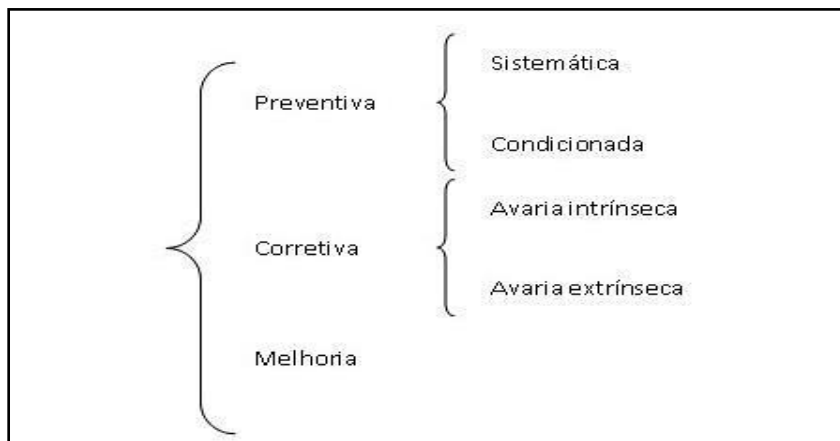 Preventiva
Sistemática
Condicionada
Corretiva
Avaria intrínseca
Avaria extrínseca
Melhoria